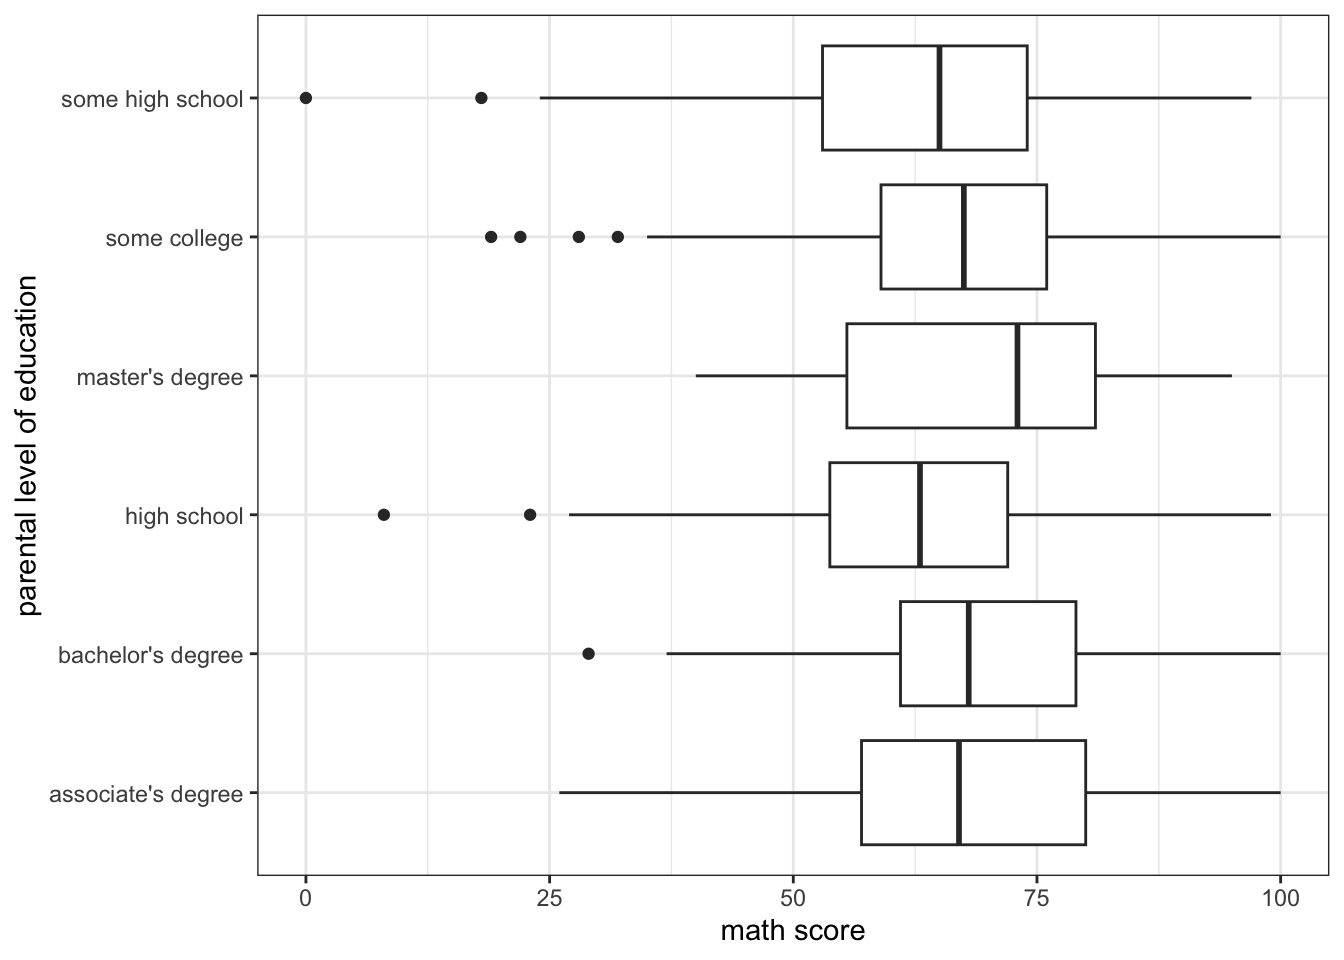 some high school
some college
master's degree
high school
bachelor's degree
associate's degree
parental level of education
0 25 50 75 100
math score